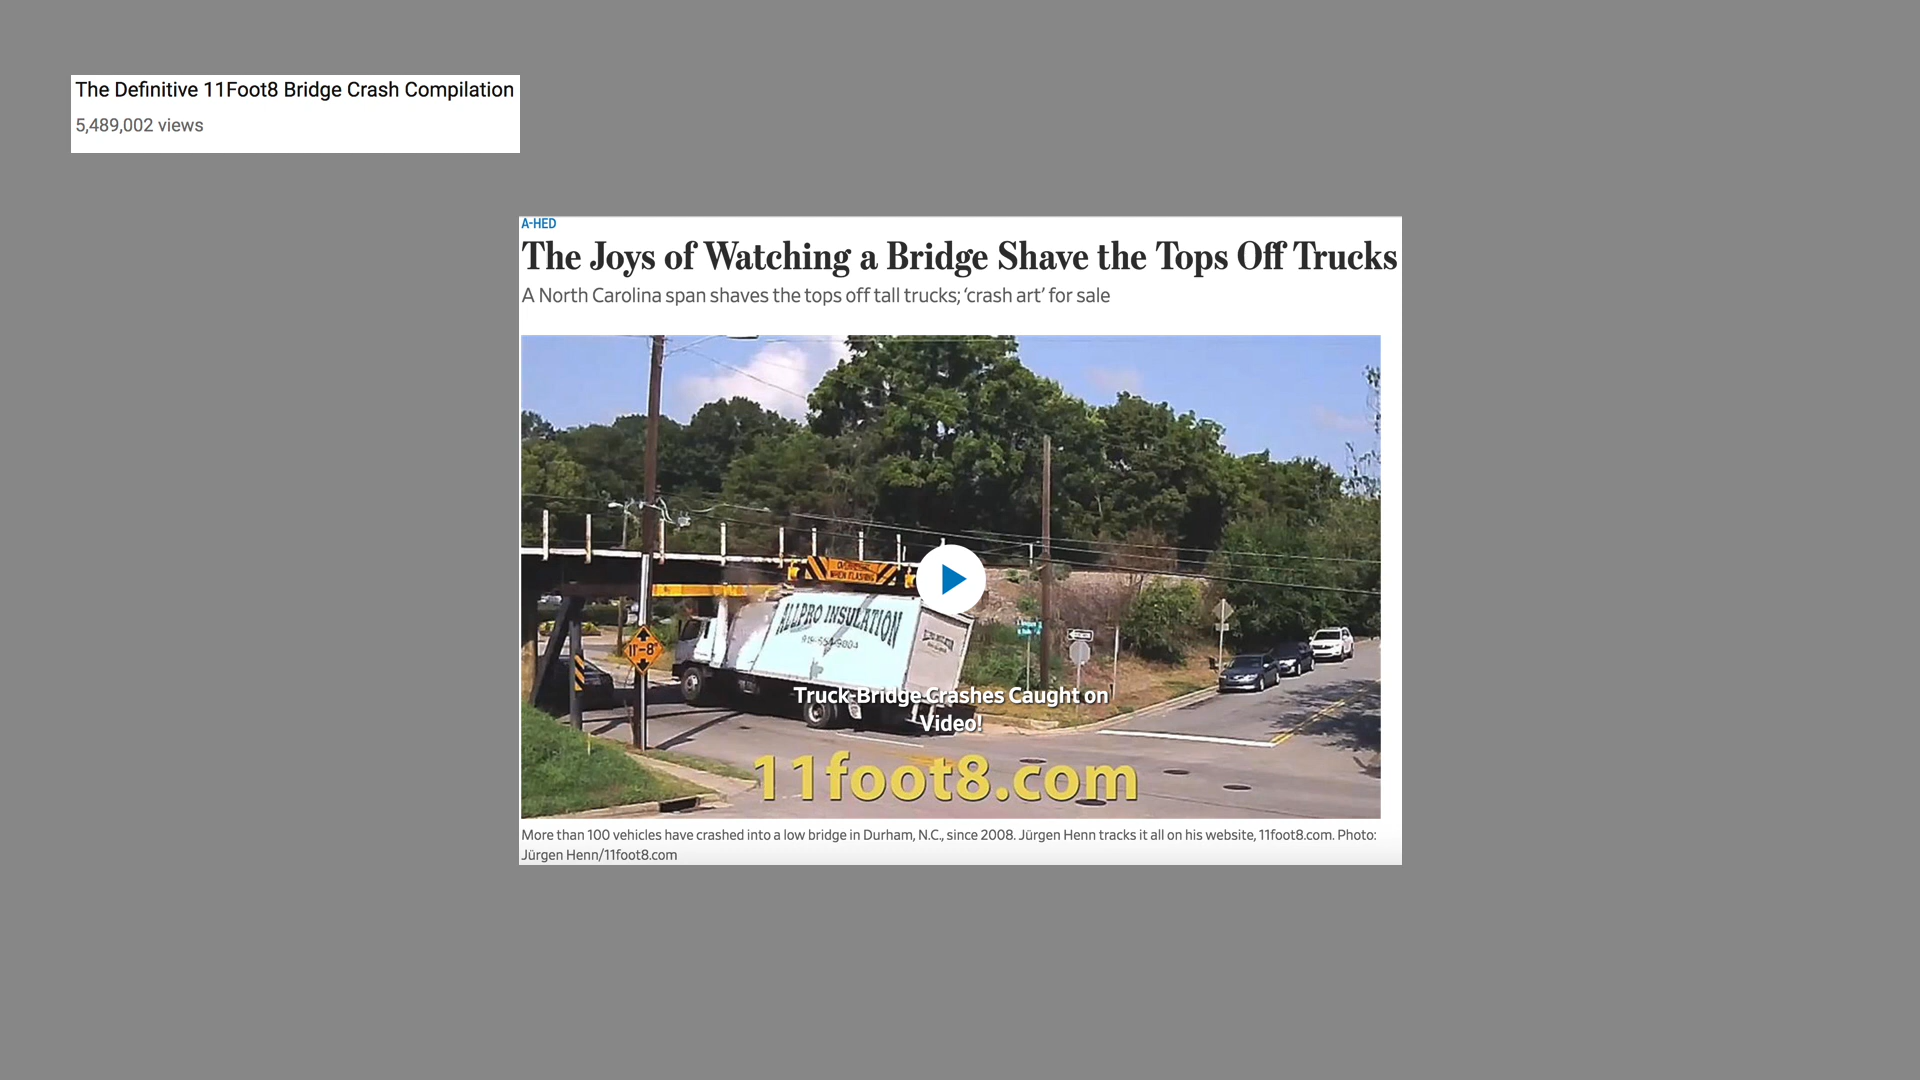 The Definitive 11Foot8 Bridge Crash Compilation
5,489,002 views
A-HED
The Joys of Watching a Bridge Shave the Tops Off Trucks
A North Carolina span shaves the tops off tall trucks; ‘crash art’ for sale
OVERHEIGHT
WHEN FLASHING
ALLPRO INSULATION
11'-8"
Truck-Bridge Crashes Caught on
Video!
11foot8.com
More than 100 vehicles have crashed into a low bridge in Durham, N.C., since 2008. Jürgen Henn tracks it all on his website, 11foot8.com. Photo:
Jürgen Henn/11foot8.com